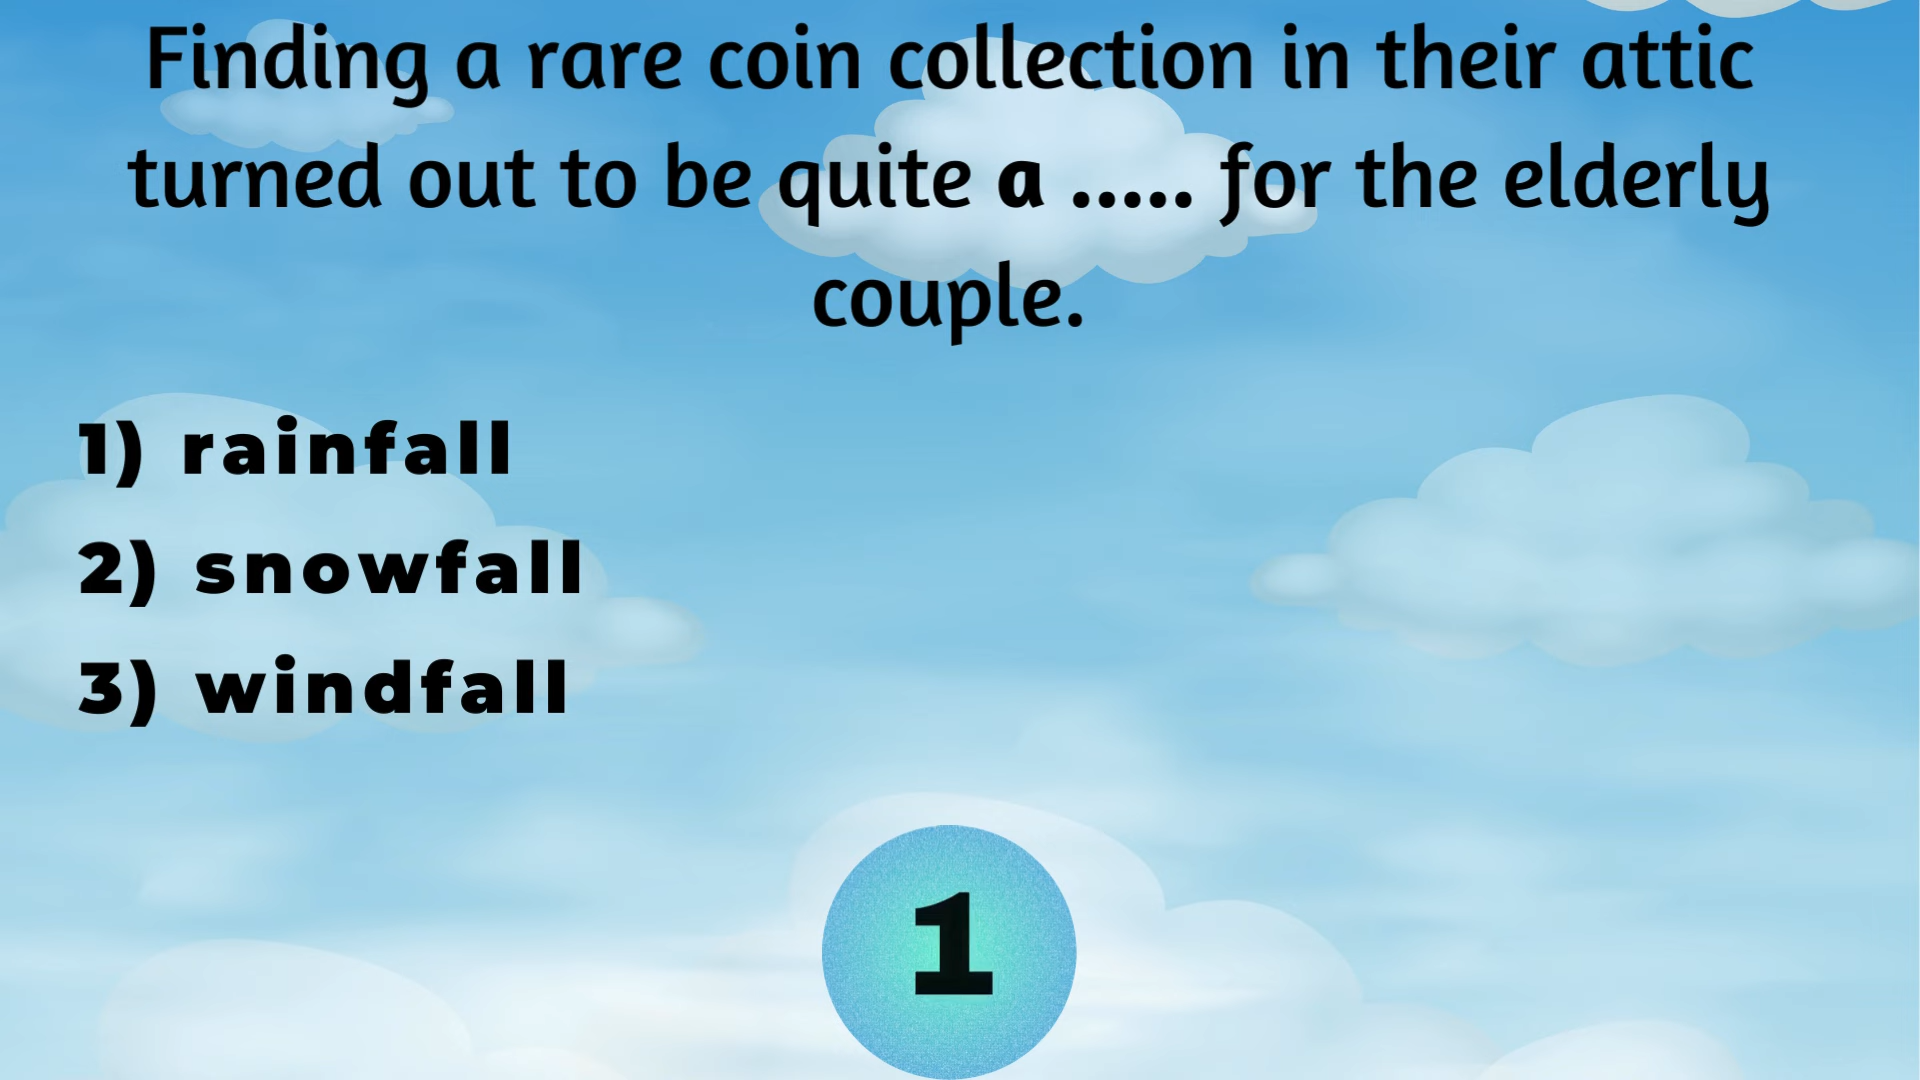 Finding a rare coin collection in their attic
turned out to be quite a ..... for the elderly
couple.
1) rainfall
2) snowfall
3) windfall
1